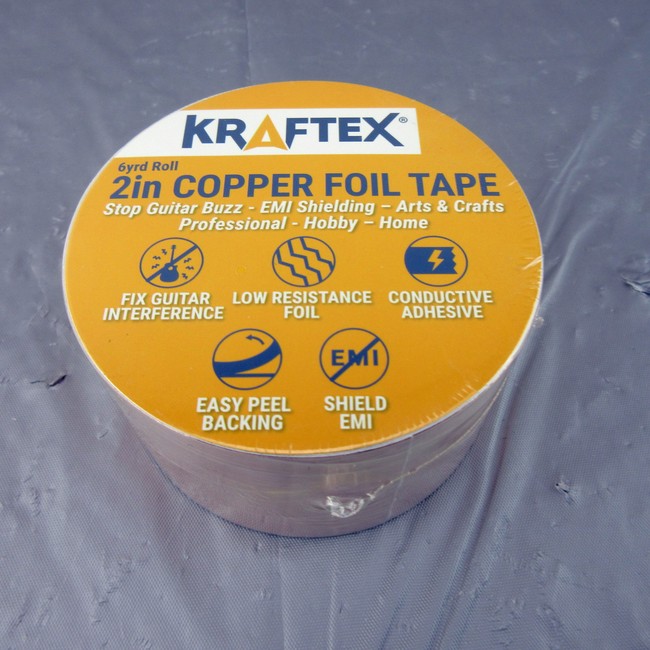 KRAFTEX®
6yrd Roll
2in COPPER FOIL TAPE
Stop Guitar Buzz - EMI Shielding – Arts & Crafts
Professional - Hobby – Home
FIX GUITAR
INTERFERENCE
LOW RESISTANCE
FOIL
CONDUCTIVE
ADHESIVE
EASY PEEL
BACKING
EMI
SHIELD
EMI